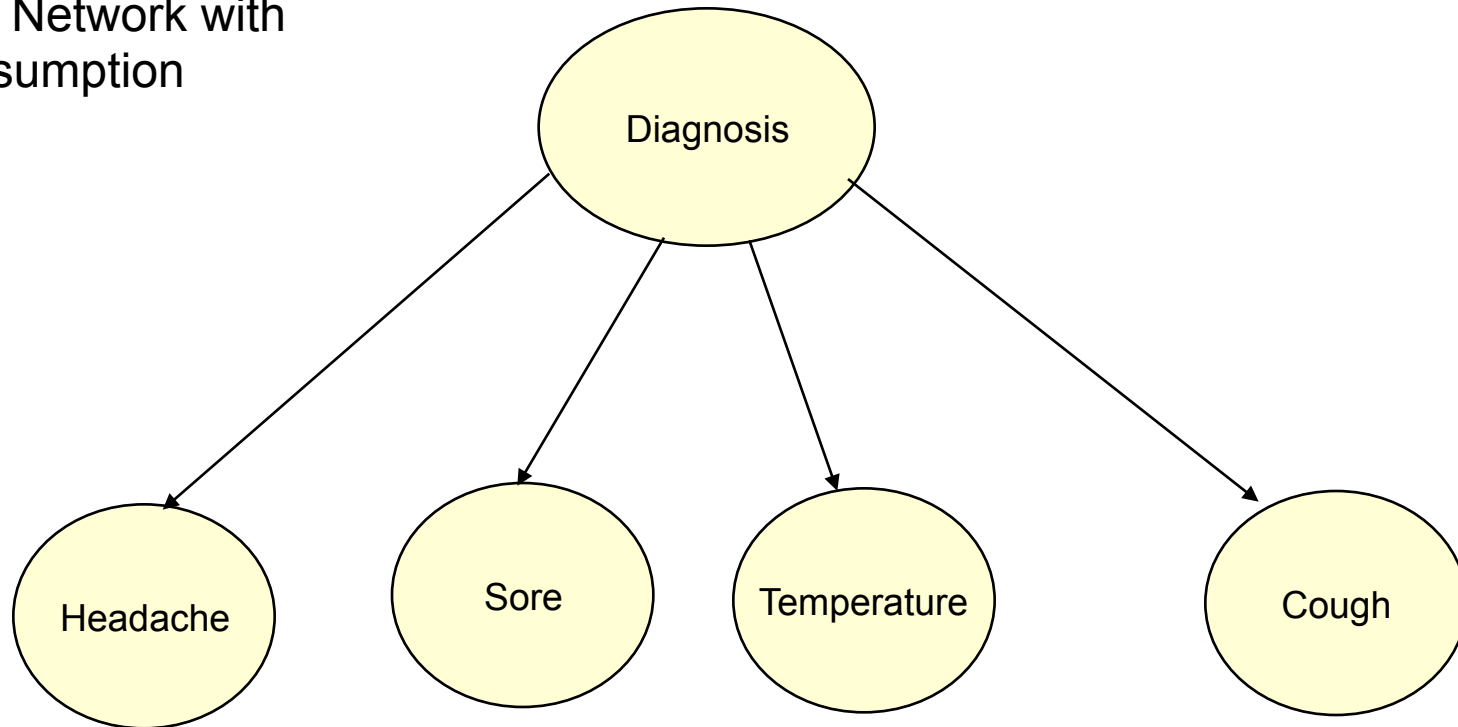 Network with
sumption
Diagnosis
Headache
Sore
Temperature
Cough